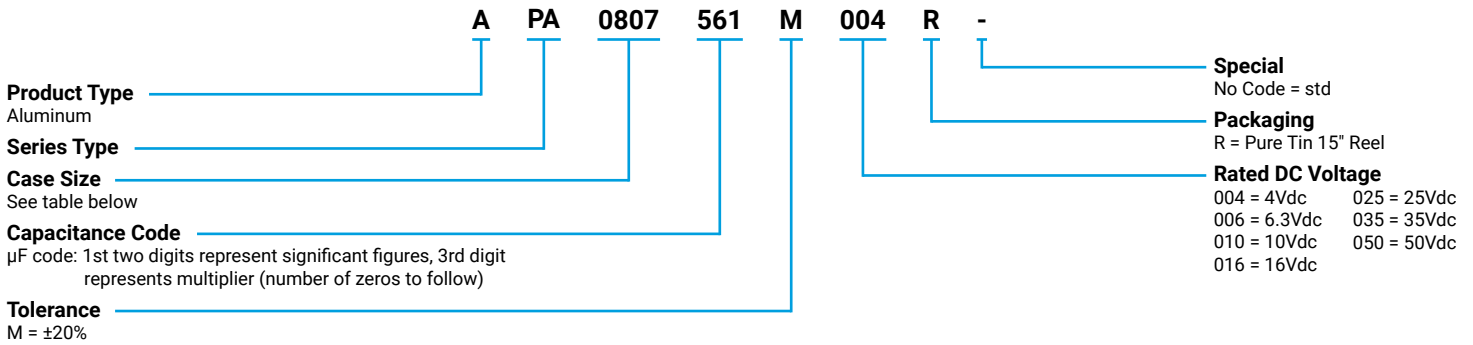 A PA 0807 561 M 004 R -
Product Type
Aluminum
Series Type
Case Size
See table below
Capacitance Code
µF code: 1st two digits represent significant figures, 3rd digit
represents multiplier (number of zeros to follow)
Tolerance
M = ±20%
Special
No Code = std
Packaging
R = Pure Tin 15" Reel
Rated DC Voltage
004 = 4Vdc 025 = 25Vdc
006 = 6.3Vdc 035 = 35Vdc
010 = 10Vdc 050 = 50Vdc
016 = 16Vdc